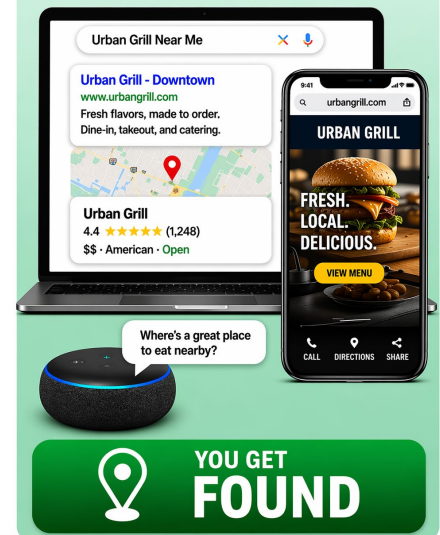 Urban Grill Near Me
Urban Grill - Downtown
www.urbangrill.com
Fresh flavors, made to order.
Dine-in, takeout, and catering.
Urban Grill
4.4 ★★★★★ (1,248)
$$ · American · Open
9:41
urbangrill.com
URBAN GRILL
FRESH.
LOCAL.
DELICIOUS.
VIEW MENU
CALL DIRECTIONS SHARE
Where's a great place
to eat nearby?
YOU GET
FOUND